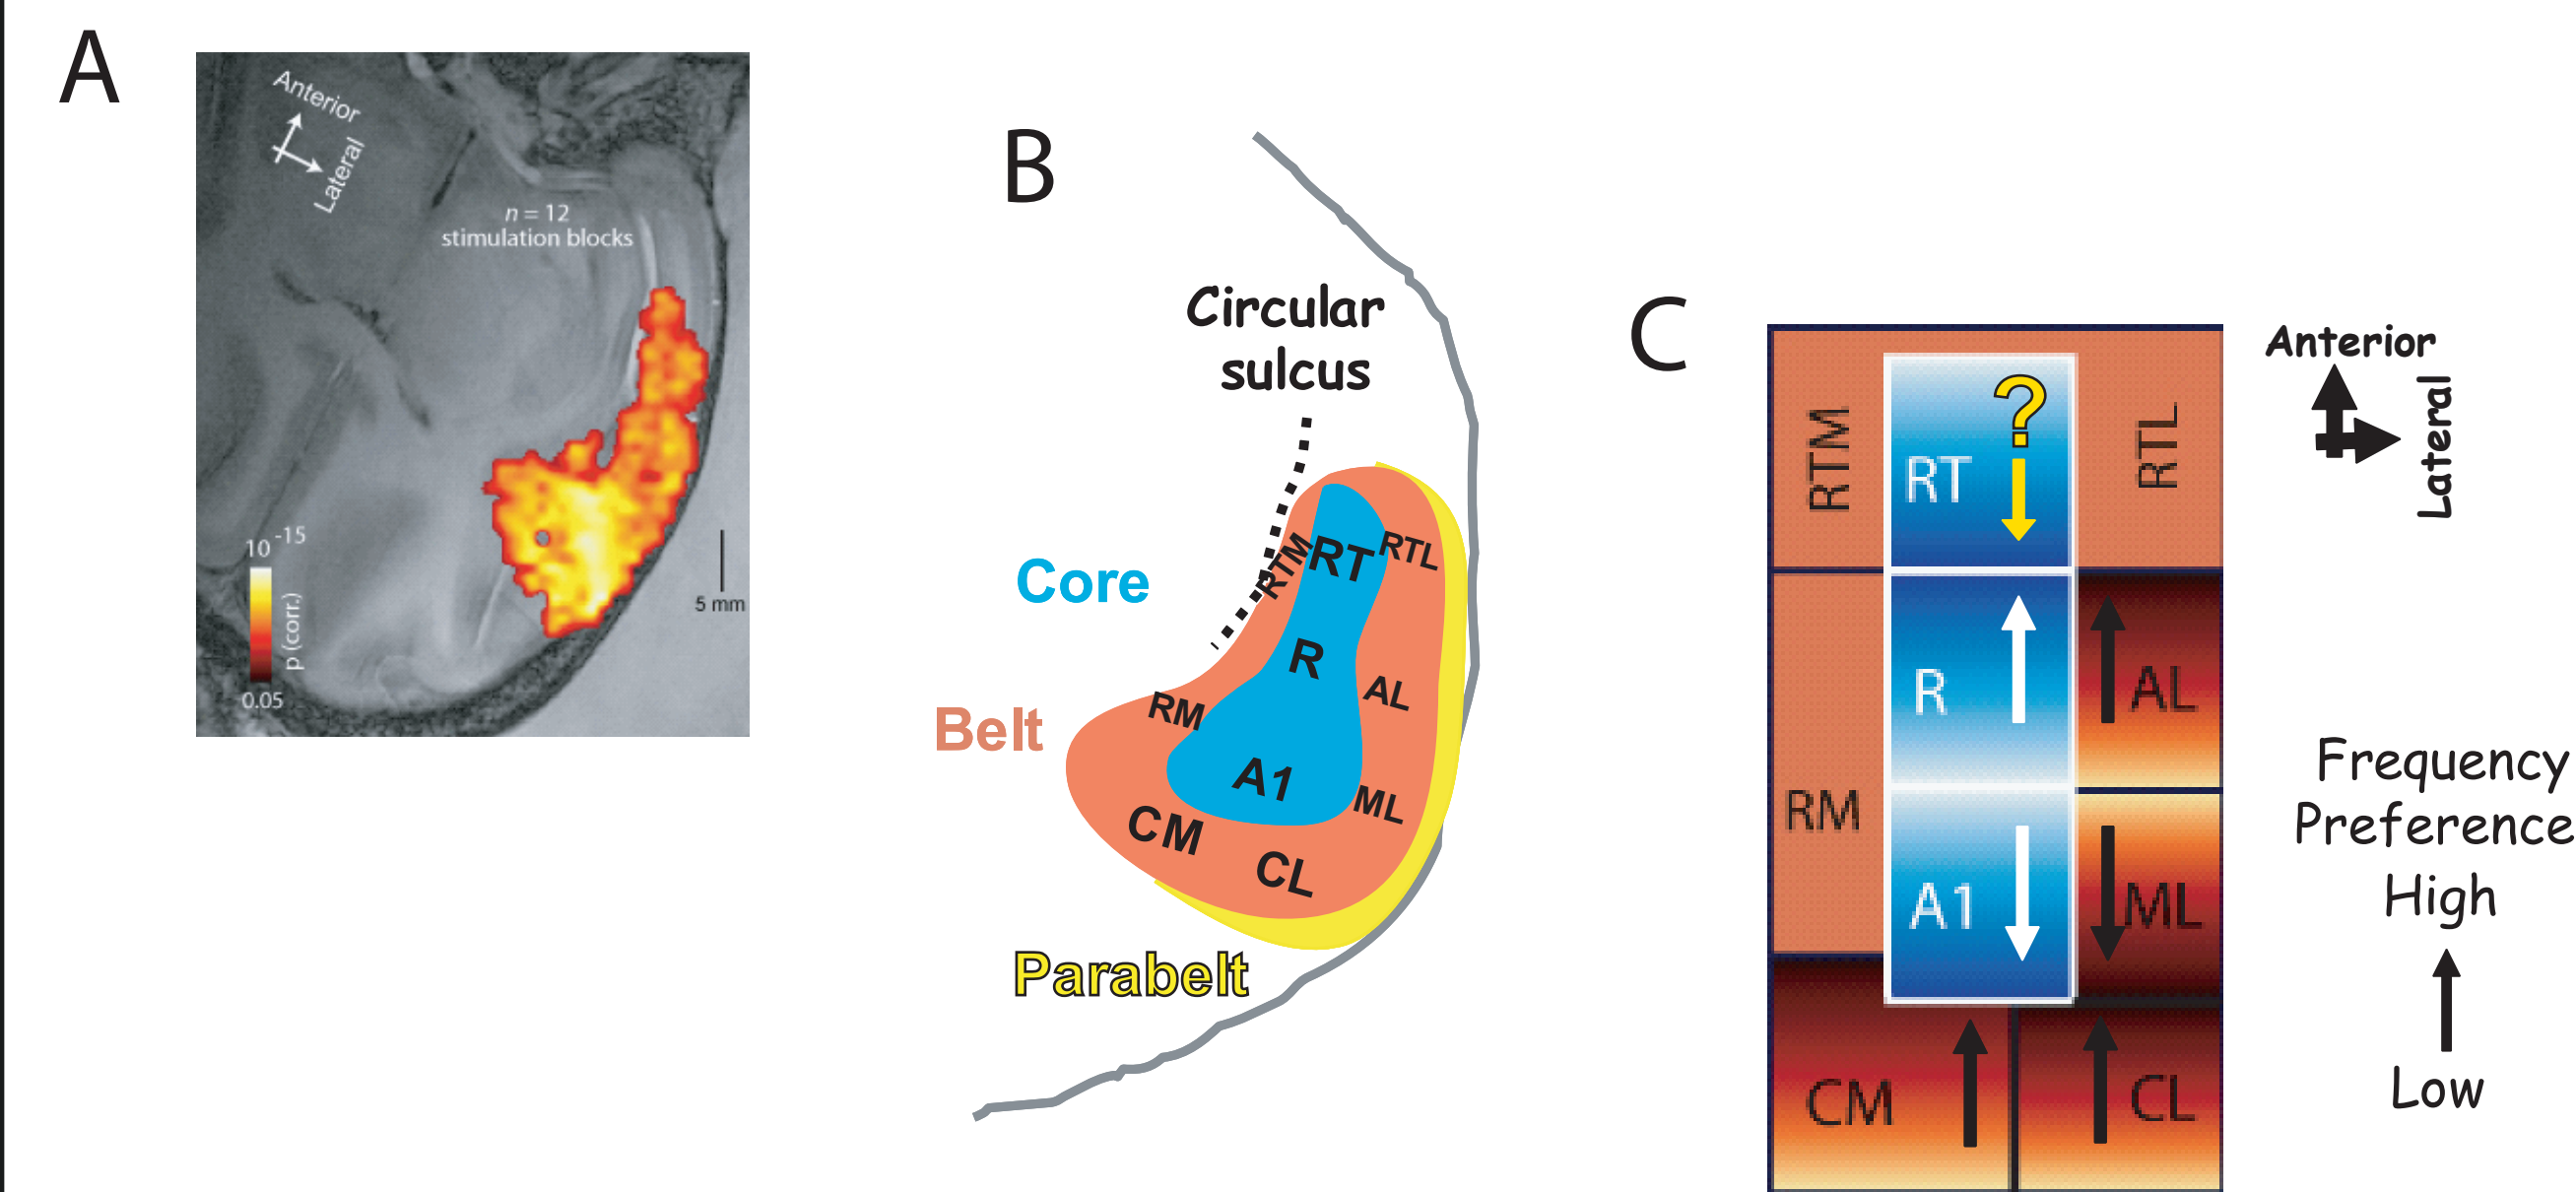 A
Anterior
Lateral
n = 12
stimulation blocks
10 -15
p (corr.)
0.05
5 mm
B
Circular
sulcus
Core
Belt
Parabelt
RTM
RT
RTL
R
AL
RM
A1
ML
CM
CL
C
RTM
?
RT
RTL
R
AL
RM
A1
ML
CM
CL
Anterior
Lateral
Frequency
Preference
High
Low